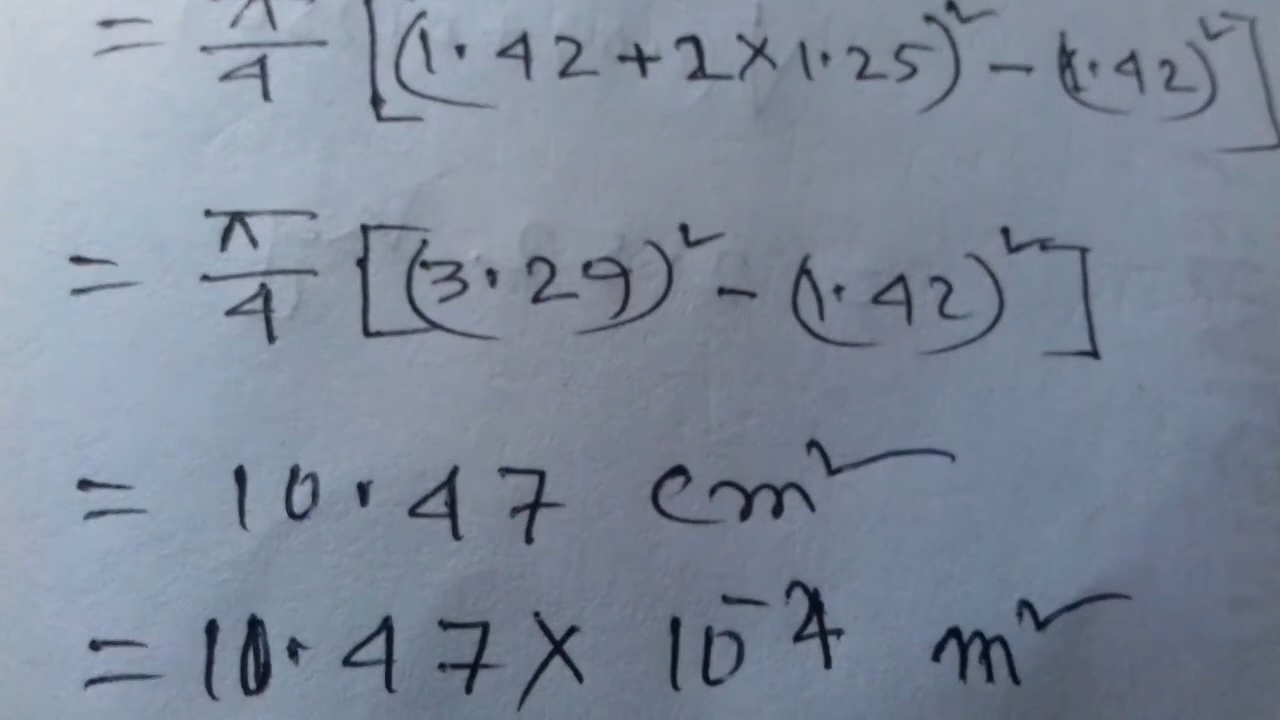 = π/4 [(1.42 + 2 × 1.25)² − (1.42)²]
= π/4 [(3.29)² − (1.42)²]
= 10.47 cm²
= 10.47 × 10⁻⁴ m²